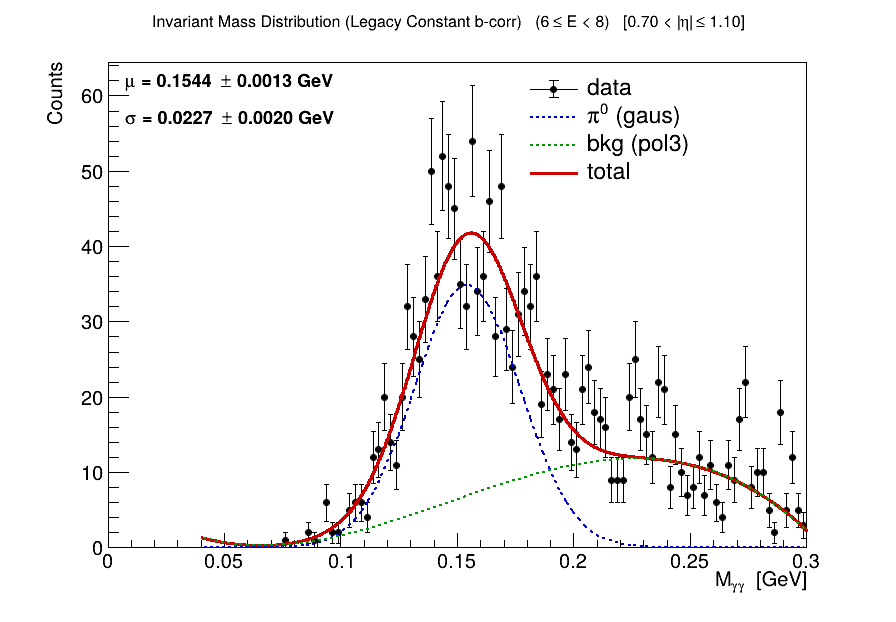 Invariant Mass Distribution (Legacy Constant b-corr) (6 ≤ E < 8) [0.70 < |η| ≤ 1.10]
Counts
μ = 0.1544 ± 0.0013 GeV
σ = 0.0227 ± 0.0020 GeV
data
π⁰ (gaus)
bkg (pol3)
total
60
50
40
30
20
10
0
0 0.05 0.1 0.15 0.2 0.25 0.3
Mγγ [GeV]